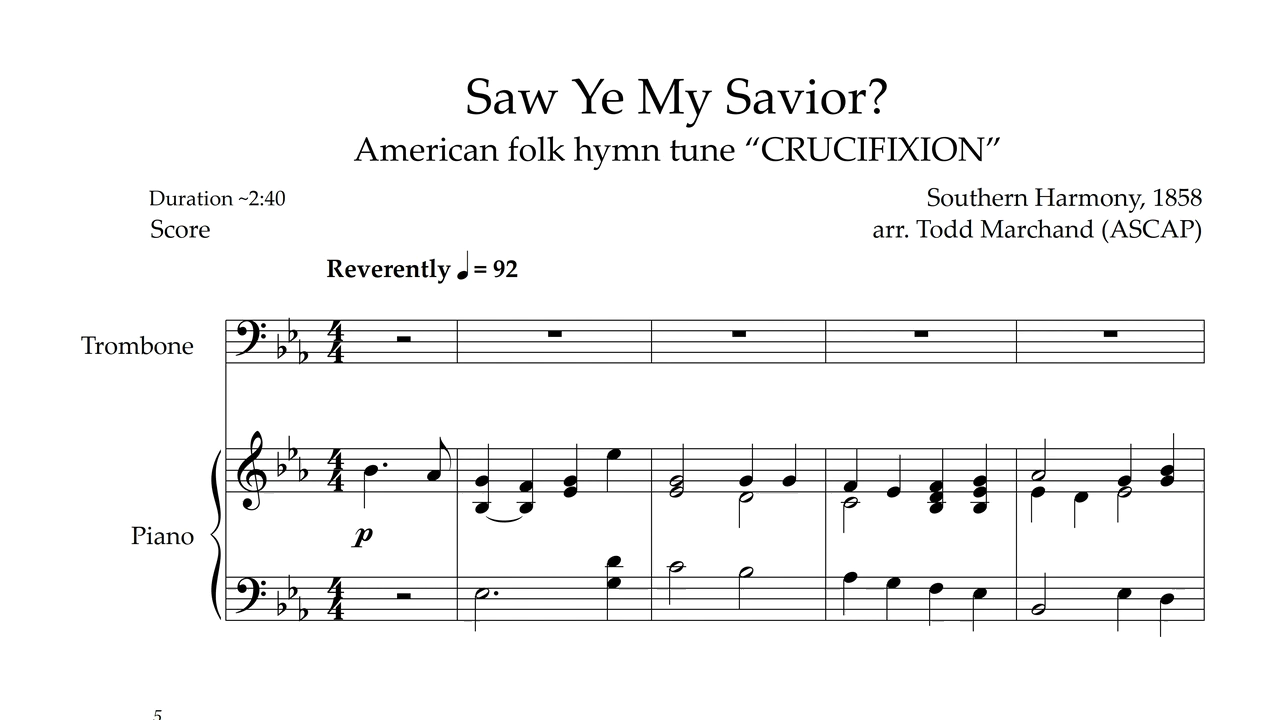 Saw Ye My Savior?
American folk hymn tune “CRUCIFIXION”
Duration ~2:40
Southern Harmony, 1858
Score
arr. Todd Marchand (ASCAP)
Reverently ♩ = 92
Trombone
Piano
p
5